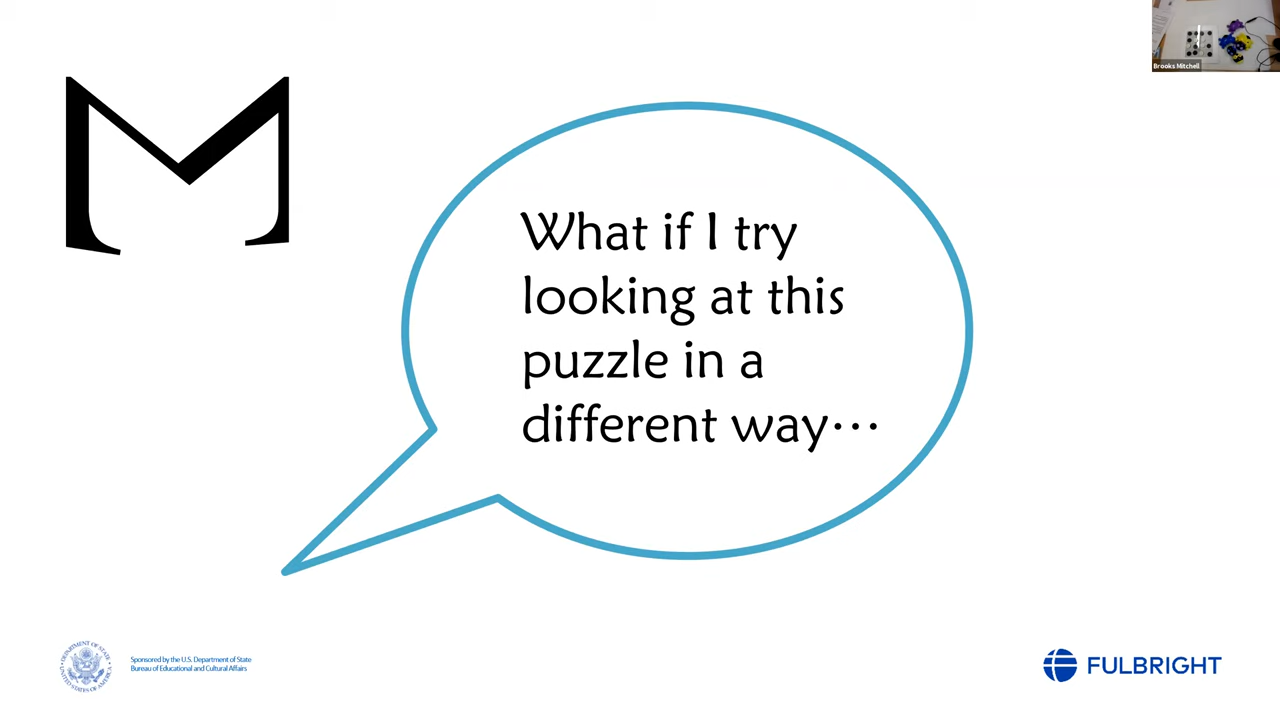 Brooks Mitchell
M
What if I try
looking at this
puzzle in a
different way…
Sponsored by the U.S. Department of State
Bureau of Educational and Cultural Affairs
FULBRIGHT